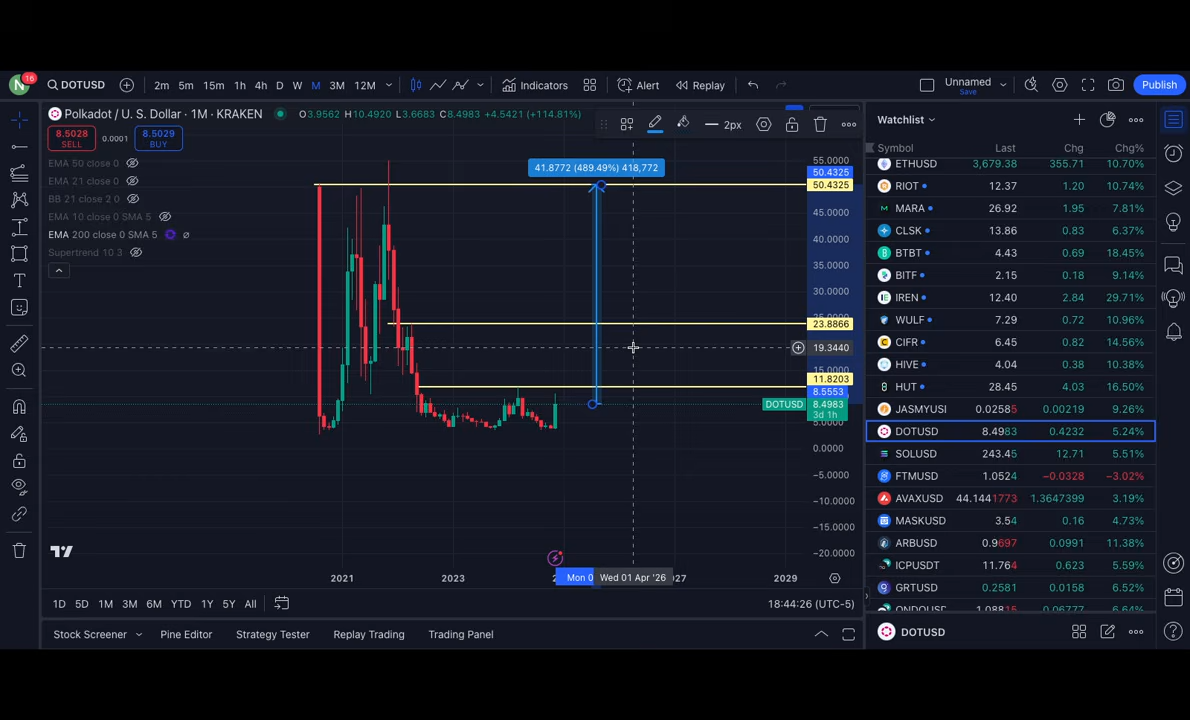 N 16 DOTUSD 2m 5m 15m 1h 4h D W M 3M 12M Indicators Alert Replay Unnamed Save Publish
Polkadot / U. S. Dollar · 1M · KRAKEN O3.9562 H10.4920 L3.6683 C8.4983 +4.5421 (+114.81%)
2px
8.5028 SELL
0.0001
8.5029 BUY
EMA 50 close 0
EMA 21 close 0
BB 21 close 2 0
EMA 10 close 0 SMA 5
EMA 200 close 0 SMA 5
Supertrend 10 3
41.8772 (489.49%) 418,772
55.0000
50.4325
50.4325
45.0000
40.0000
35.0000
30.0000
23.8866
19.3440
15.0000
11.8203
8.5553
DOTUSD 8.4983
3d 1h
5.0000
0.0000
−5.0000
−10.0000
−15.0000
−20.0000
2021 2023 Mon 0 Wed 01 Apr '26 2029
1D 5D 1M 3M 6M YTD 1Y 5Y All
18:44:26 (UTC-5)
Stock Screener Pine Editor Strategy Tester Replay Trading Trading Panel
Watchlist
Symbol Last Chg Chg%
ETHUSD 3,679.38 355.71 10.70%
RIOT 12.37 1.20 10.74%
MARA 26.92 1.95 7.81%
CLSK 13.86 0.83 6.37%
BTBT 4.43 0.69 18.45%
BITF 2.15 0.18 9.14%
IREN 12.40 2.84 29.71%
WULF 7.29 0.72 10.96%
CIFR 6.45 0.82 14.56%
HIVE 4.04 0.38 10.38%
HUT 28.45 4.03 16.50%
JASMYUSI 0.02585 0.00219 9.26%
DOTUSD 8.4983 0.4232 5.24%
SOLUSD 243.45 12.71 5.51%
FTMUSD 1.0524 −0.0328 −3.02%
AVAXUSD 44.1441773 1.3647399 3.19%
MASKUSD 3.54 0.16 4.73%
ARBUSD 0.9697 0.0991 11.38%
ICPUSDT 11.764 0.623 5.59%
GRTUSD 0.2581 0.0158 6.52%
DOTUSD